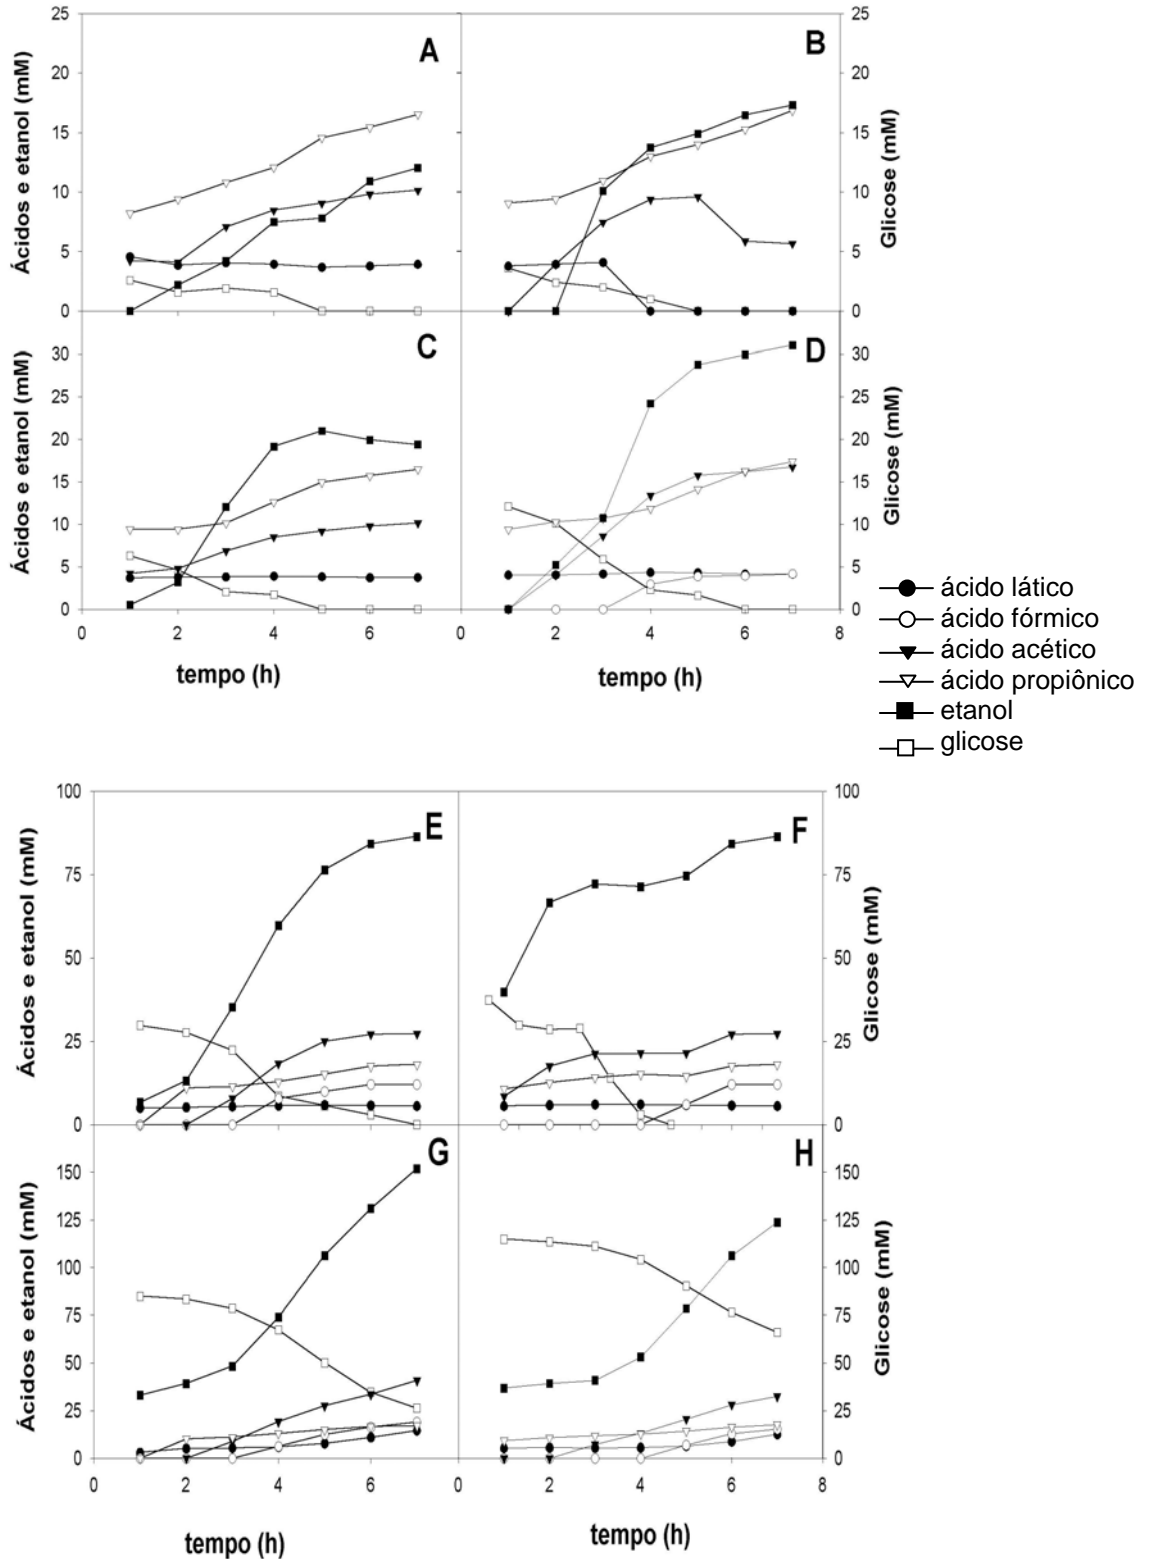 25
20
15
10
5
0
Ácidos e etanol (mM)
A
B
25
20
15
10
5
0
Glicose (mM)
30
25
20
15
10
5
0
Ácidos e etanol (mM)
C
D
30
25
20
15
10
5
0
Glicose (mM)
0 2 4 6 0 2 4 6 8
tempo (h)
tempo (h)
ácido lático
ácido fórmico
ácido acético
ácido propiônico
etanol
glicose
100
75
50
25
0
Ácidos e etanol (mM)
E
F
100
75
50
25
0
Glicose (mM)
150
125
100
75
50
25
0
Ácidos e etanol (mM)
G
H
150
125
100
75
50
25
0
Glicose (mM)
0 2 4 6 0 2 4 6 8
tempo (h)
tempo (h)